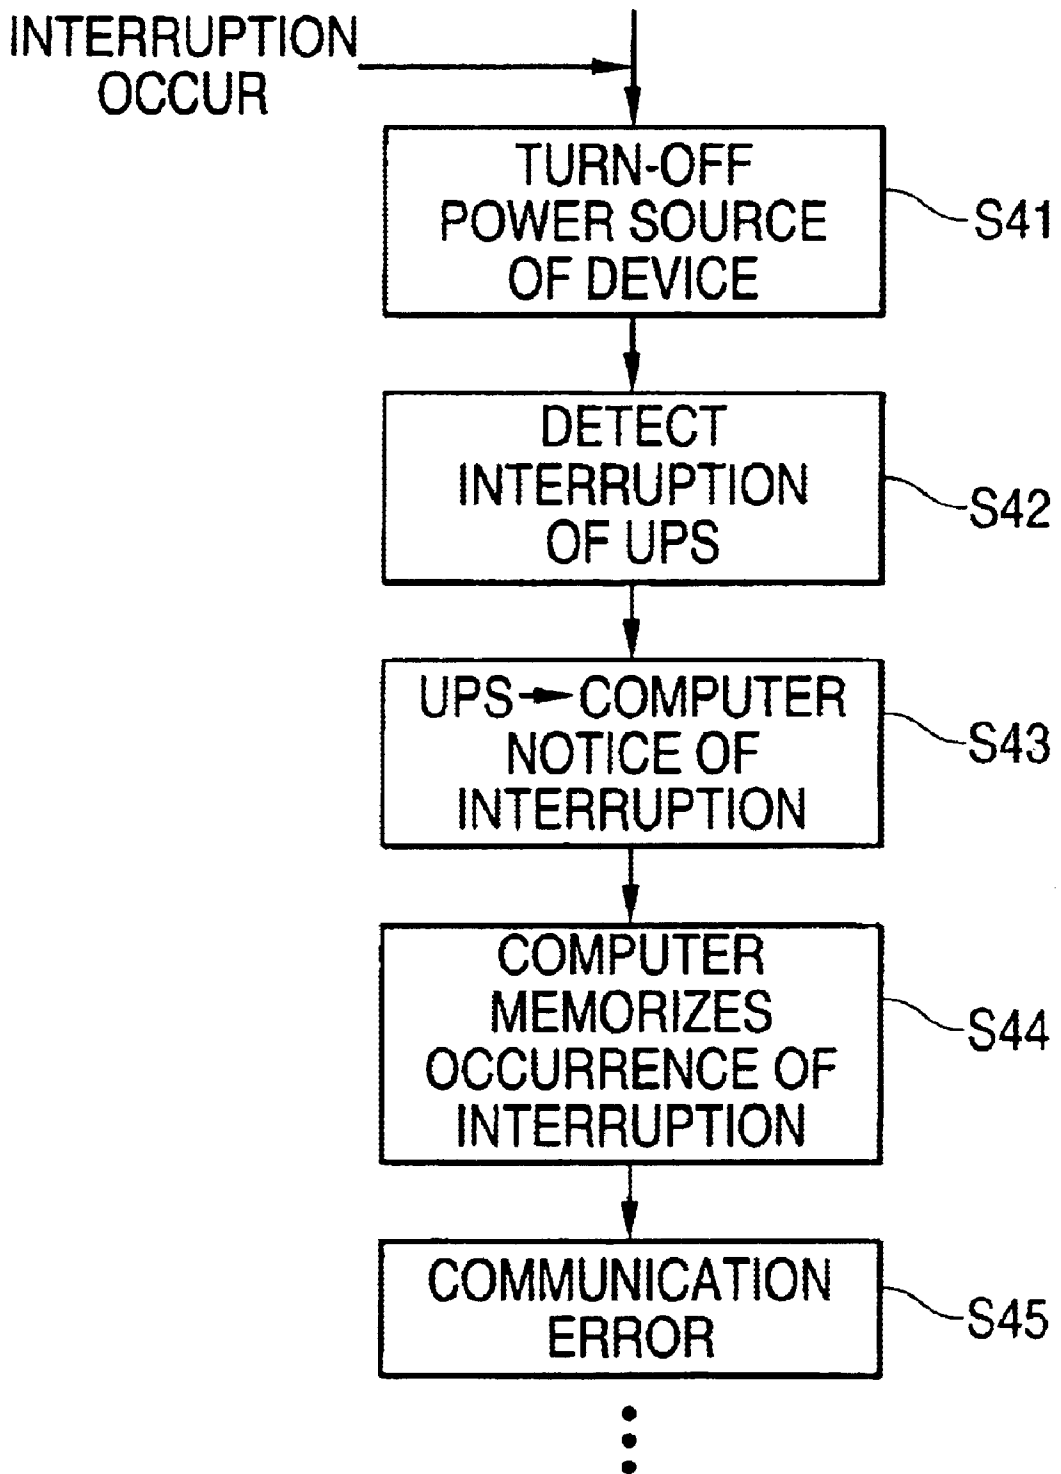 INTERRUPTION
OCCUR
TURN-OFF
POWER SOURCE
OF DEVICE
S41
DETECT
INTERRUPTION
OF UPS
S42
UPS→COMPUTER
NOTICE OF
INTERRUPTION
S43
COMPUTER
MEMORIZES
OCCURRENCE OF
INTERRUPTION
S44
COMMUNICATION
ERROR
S45